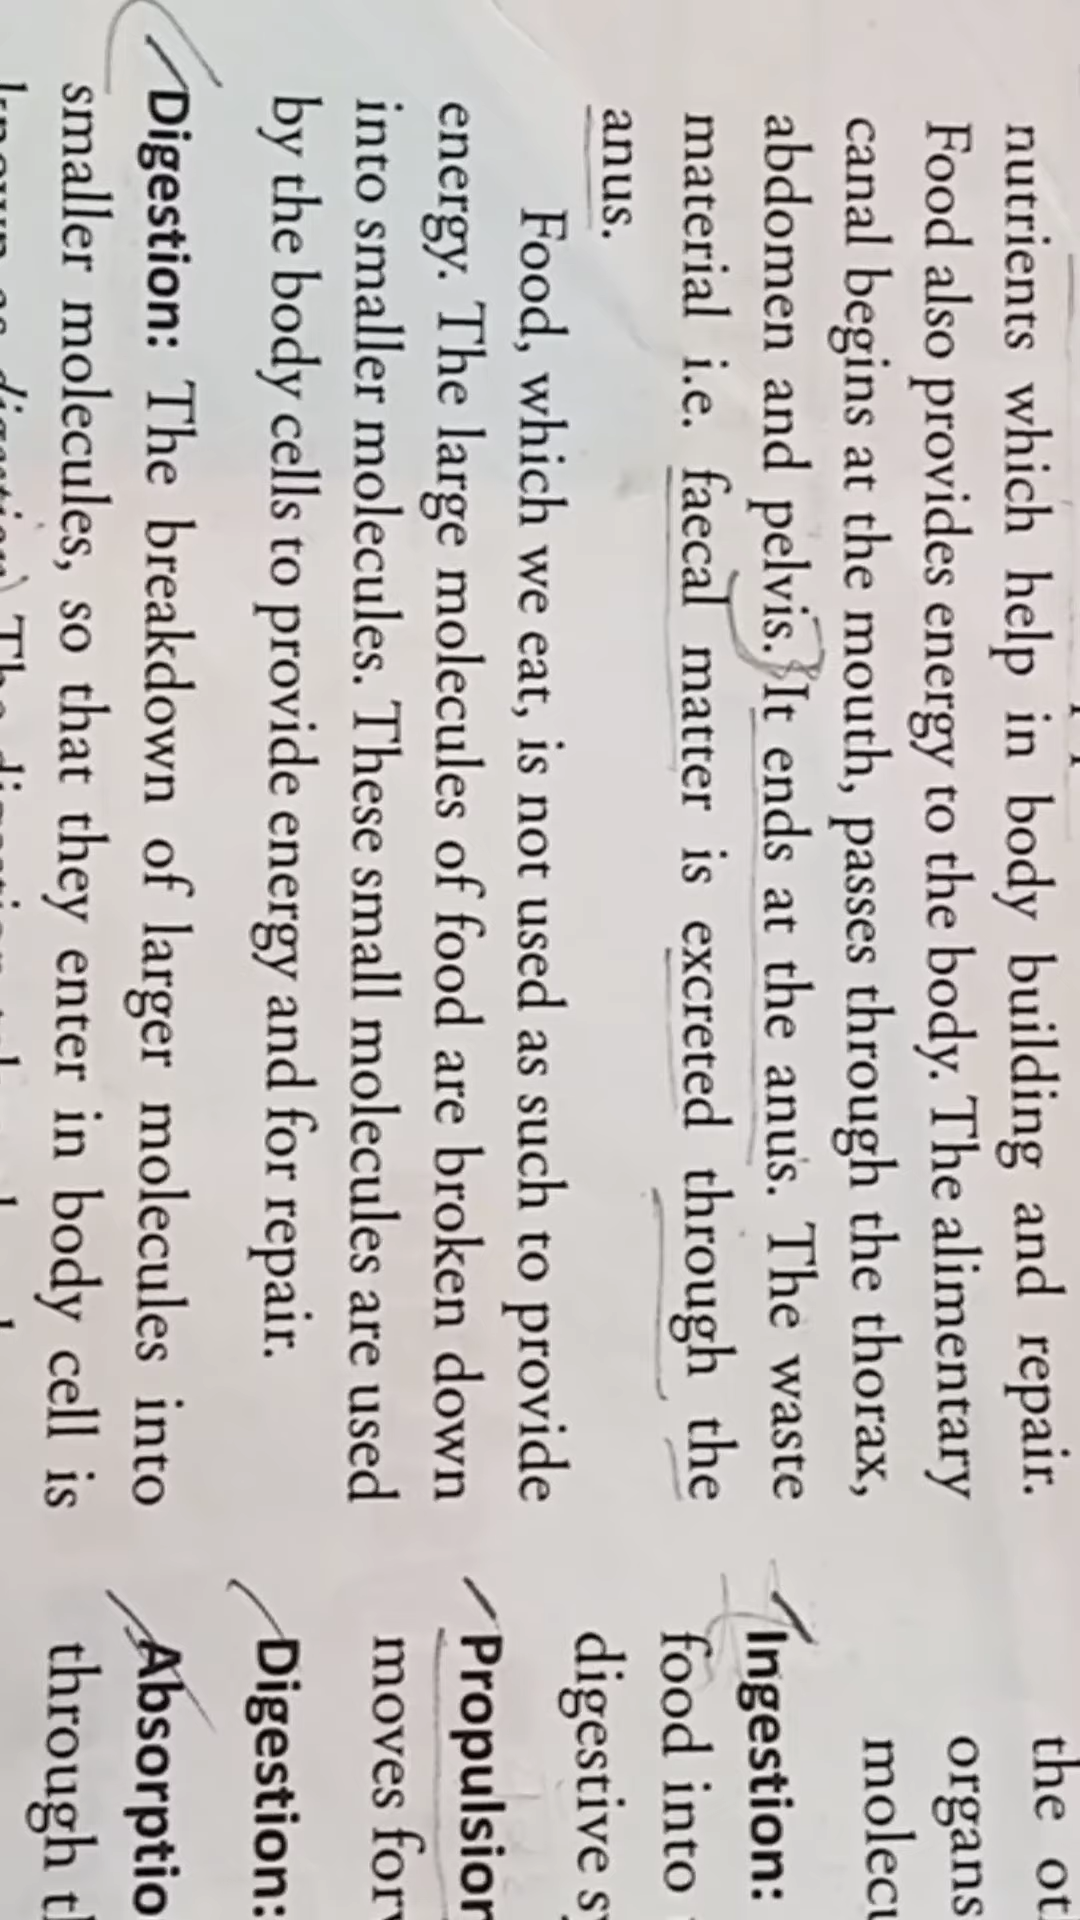 nutrients which help in body building and repair.
Food also provides energy to the body. The alimentary
canal begins at the mouth, passes through the thorax,
abdomen and pelvis. It ends at the anus. The waste
material i.e. faecal matter is excreted through the
anus.
Food, which we eat, is not used as such to provide
energy. The large molecules of food are broken down
into smaller molecules. These small molecules are used
by the body cells to provide energy and for repair.
Digestion: The breakdown of larger molecules into
smaller molecules, so that they enter in body cell is
known as digestion. The
the
organs
Ingestion:
food into
digestive
Propulsion
moves
Digestion:
through